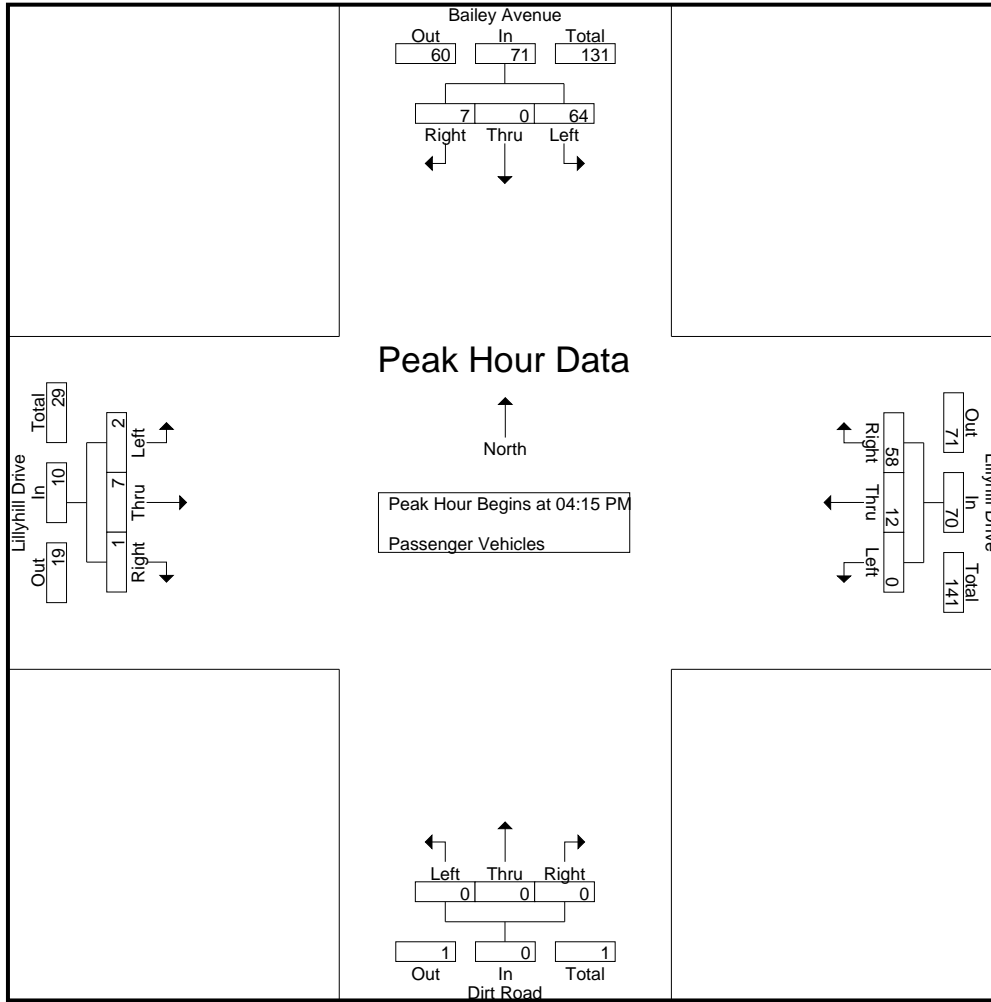 Bailey Avenue
Out In Total
60 71 131
7 0 64
Right Thru Left
Peak Hour Data
North
Peak Hour Begins at 04:15 PM
Passenger Vehicles
Lillyhill Drive
Total In Out
29 10 19
2 7 1
Left Thru Right
Lillyhill Drive
Out In Total
71 70 141
58 12 0
Right Thru Left
Left Thru Right
0 0 0
1 0 1
Out In Total
Dirt Road